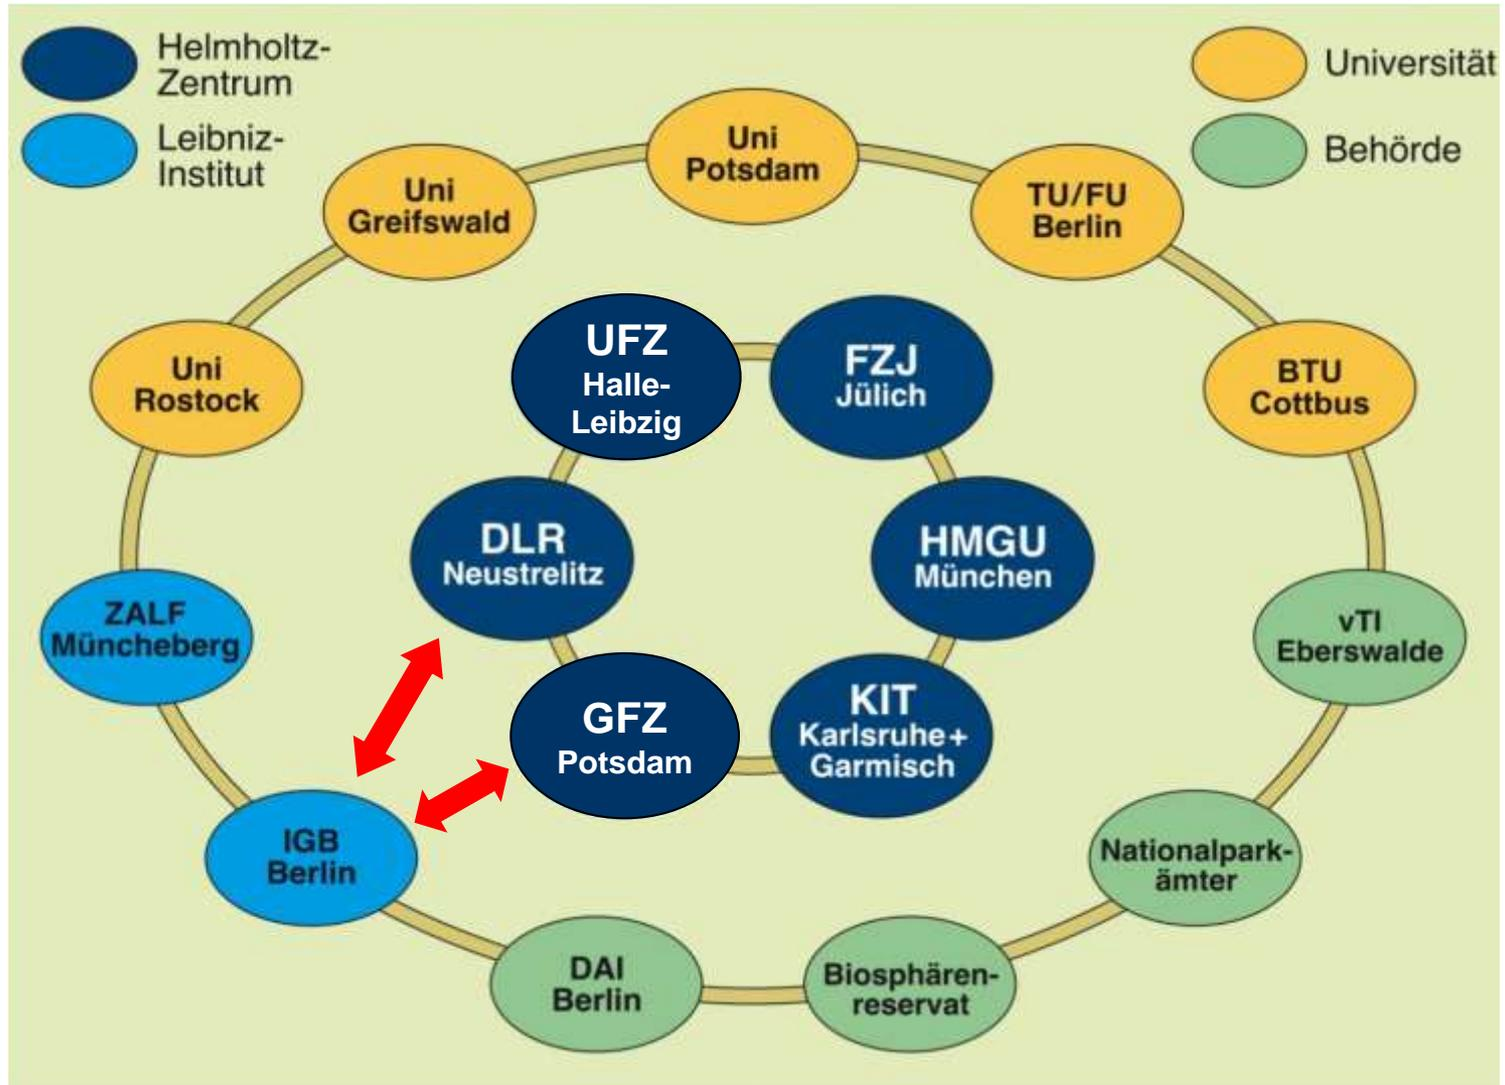 Helmholtz-
Zentrum
Leibniz-
Institut
Universität
Behörde
Uni
Potsdam
Uni
Greifswald
TU/FU
Berlin
Uni
Rostock
BTU
Cottbus
UFZ
Halle-
Leibzig
FZJ
Jülich
DLR
Neustrelitz
HMGU
München
ZALF
Müncheberg
vTI
Eberswalde
GFZ
Potsdam
KIT
Karlsruhe+
Garmisch
IGB
Berlin
Nationalpark-
ämter
DAI
Berlin
Biosphären-
reservat